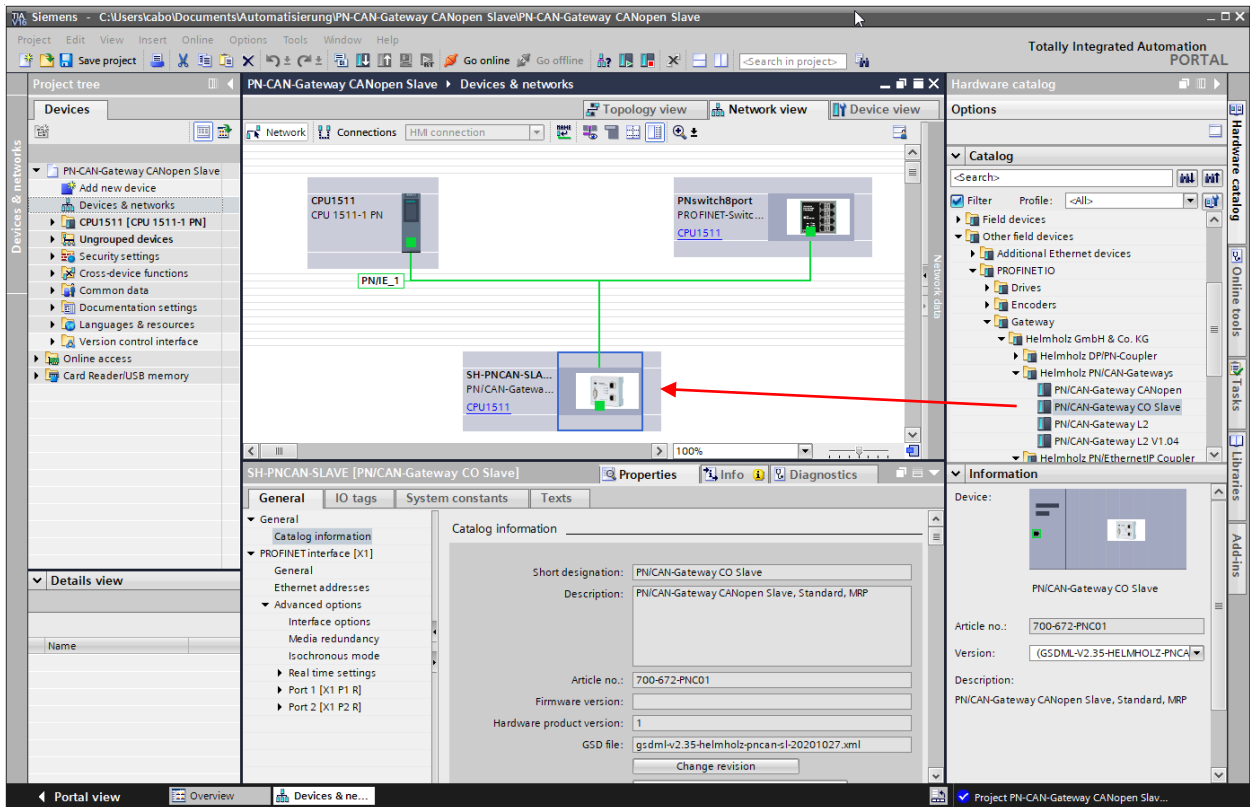 Siemens - C:\Users\cabo\Documents\Automatisierung\PN-CAN-Gateway CANopen Slave\PN-CAN-Gateway CANopen Slave
Project Edit View Insert Online Options Tools Window Help
Totally Integrated Automation
PORTAL
Save project
Go online
Go offline
<Search in project>
Project tree
Devices
Devices & networks
PN-CAN-Gateway CANopen Slave
Add new device
Devices & networks
CPU1511 [CPU 1511-1 PN]
Ungrouped devices
Security settings
Cross-device functions
Common data
Documentation settings
Languages & resources
Version control interface
Online access
Card Reader/USB memory
Details view
Name
PN-CAN-Gateway CANopen Slave
Devices & networks
Topology view
Network view
Device view
Network
Connections
HMI connection
CPU1511
CPU 1511-1 PN
PNswitch8port
PROFINET-Switc...
CPU1511
PN/IE_1
SH-PNCAN-SLA...
PN/CAN-Gatewa...
CPU1511
100%
Network data
SH-PNCAN-SLAVE [PN/CAN-Gateway CO Slave]
Properties
Info
Diagnostics
General
IO tags
System constants
Texts
General
Catalog information
PROFINET interface [X1]
General
Ethernet addresses
Advanced options
Interface options
Media redundancy
Isochronous mode
Real time settings
Port 1 [X1 P1 R]
Port 2 [X1 P2 R]
Catalog information
Short designation: PN/CAN-Gateway CO Slave
Description: PN/CAN-Gateway CANopen Slave, Standard, MRP
Article no.: 700-672-PNC01
Firmware version:
Hardware product version: 1
GSD file: gsdml-v2.35-helmholz-pncan-sl-20201027.xml
Change revision
Hardware catalog
Options
Catalog
<Search>
Filter
Profile:
<All>
Field devices
Other field devices
Additional Ethernet devices
PROFINET IO
Drives
Encoders
Gateway
Helmholz GmbH & Co. KG
Helmholz DP/PN-Coupler
Helmholz PN/CAN-Gateways
PN/CAN-Gateway CANopen
PN/CAN-Gateway CO Slave
PN/CAN-Gateway L2
PN/CAN-Gateway L2 V1.04
Helmholz PN/EthernetIP Coupler
Information
Device:
PN/CAN-Gateway CO Slave
Article no.: 700-672-PNC01
Version: (GSDML-V2.35-HELMHOLZ-PNCA
Description:
PN/CAN-Gateway CANopen Slave, Standard, MRP
Hardware catalog
Online tools
Tasks
Libraries
Add-ins
Portal view
Overview
Devices & ne...
Project PN-CAN-Gateway CANopen Slav...